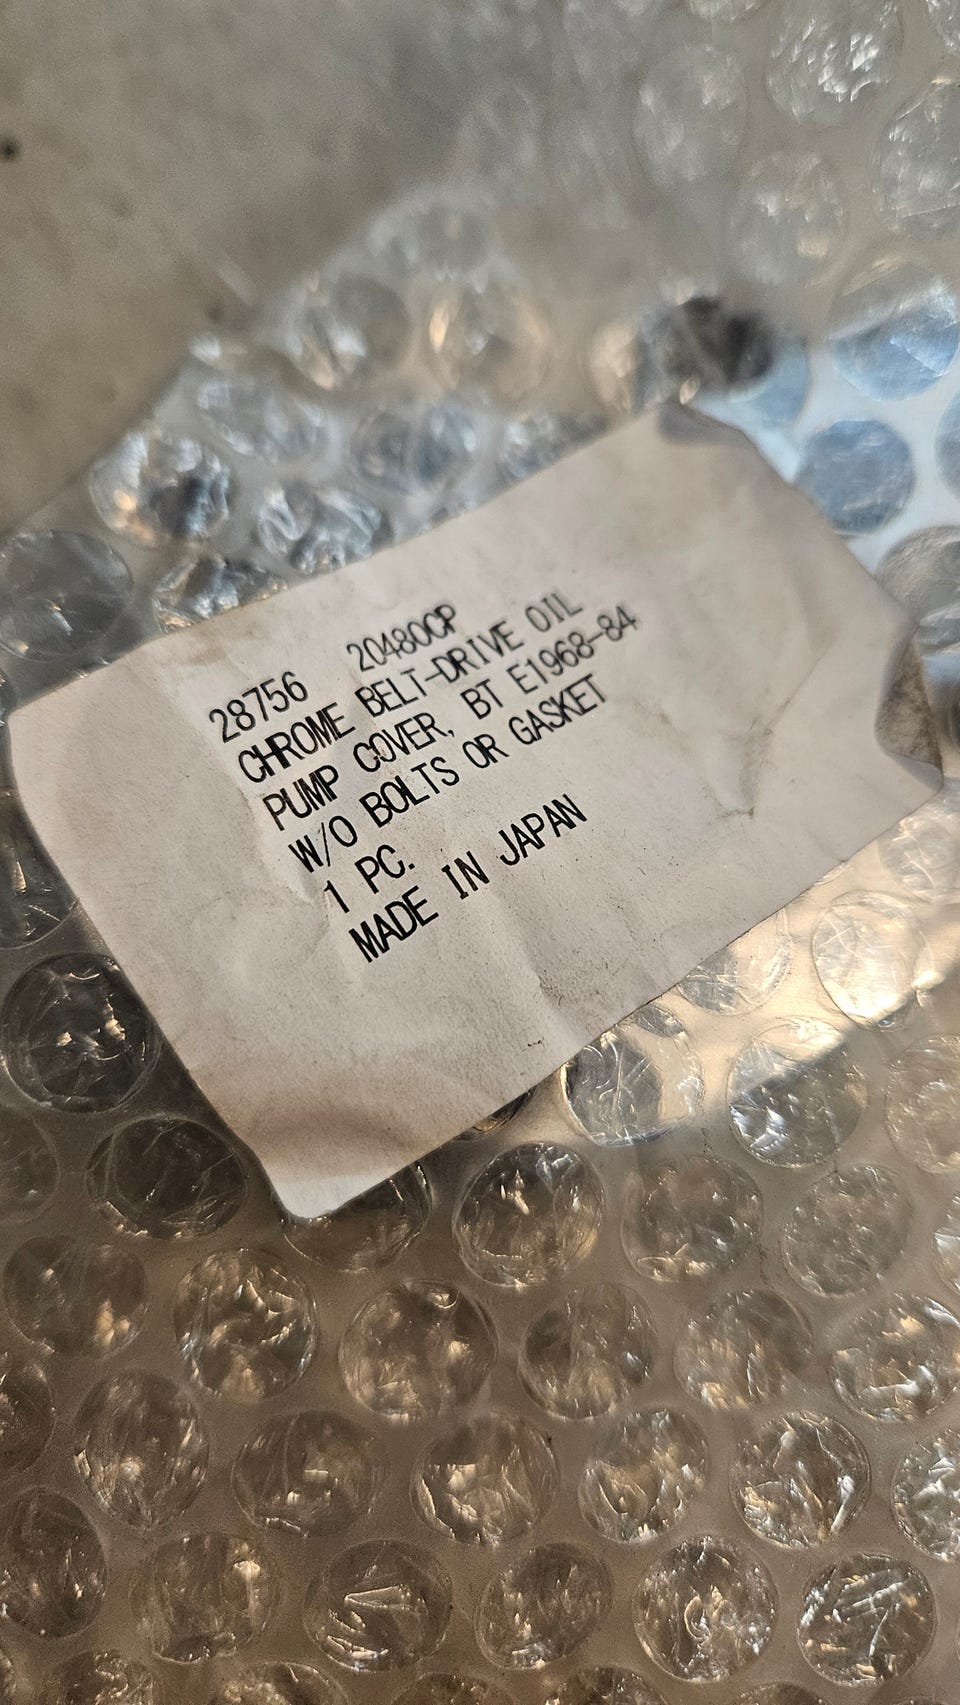 28756 20480CP
CHROME BELT-DRIVE OIL
PUMP COVER, BT E1968-84
W/O BOLTS OR GASKET
1 PC.
MADE IN JAPAN